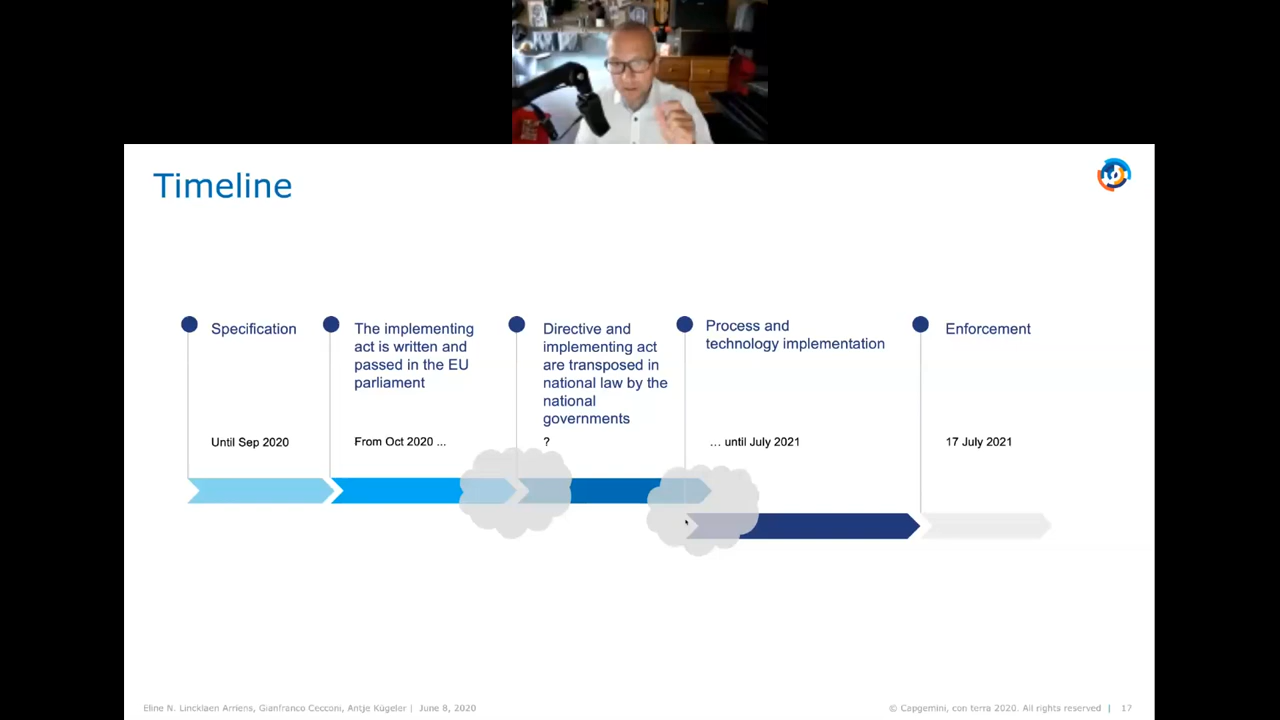 Timeline
Specification
Until Sep 2020
The implementing
act is written and
passed in the EU
parliament
From Oct 2020 ...
Directive and
implementing act
are transposed in
national law by the
national
governments
?
Process and
technology implementation
… until July 2021
Enforcement
17 July 2021
Eline N. Lincklaen Arriens, Gianfranco Cecconi, Antje Kügeler | June 8, 2020
© Capgemini, con terra 2020. All rights reserved | 17